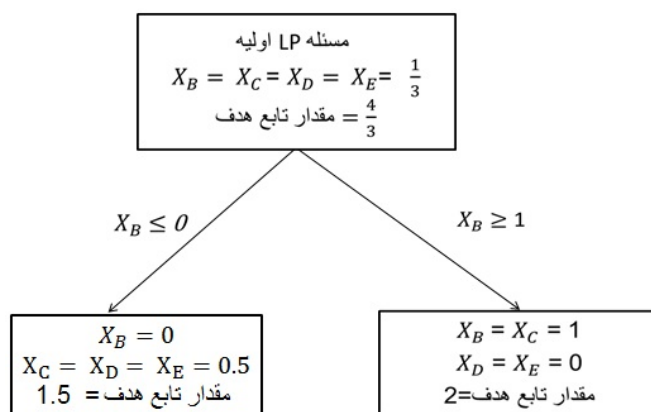 مسئله LP اولیه
X_B = X_C = X_D = X_E = 1/3
مقدار تابع هدف = 4/3
X_B ≤ 0
X_B ≥ 1
X_B = 0
X_C = X_D = X_E = 0.5
مقدار تابع هدف = 1.5
X_B = X_C = 1
X_D = X_E = 0
مقدار تابع هدف=2